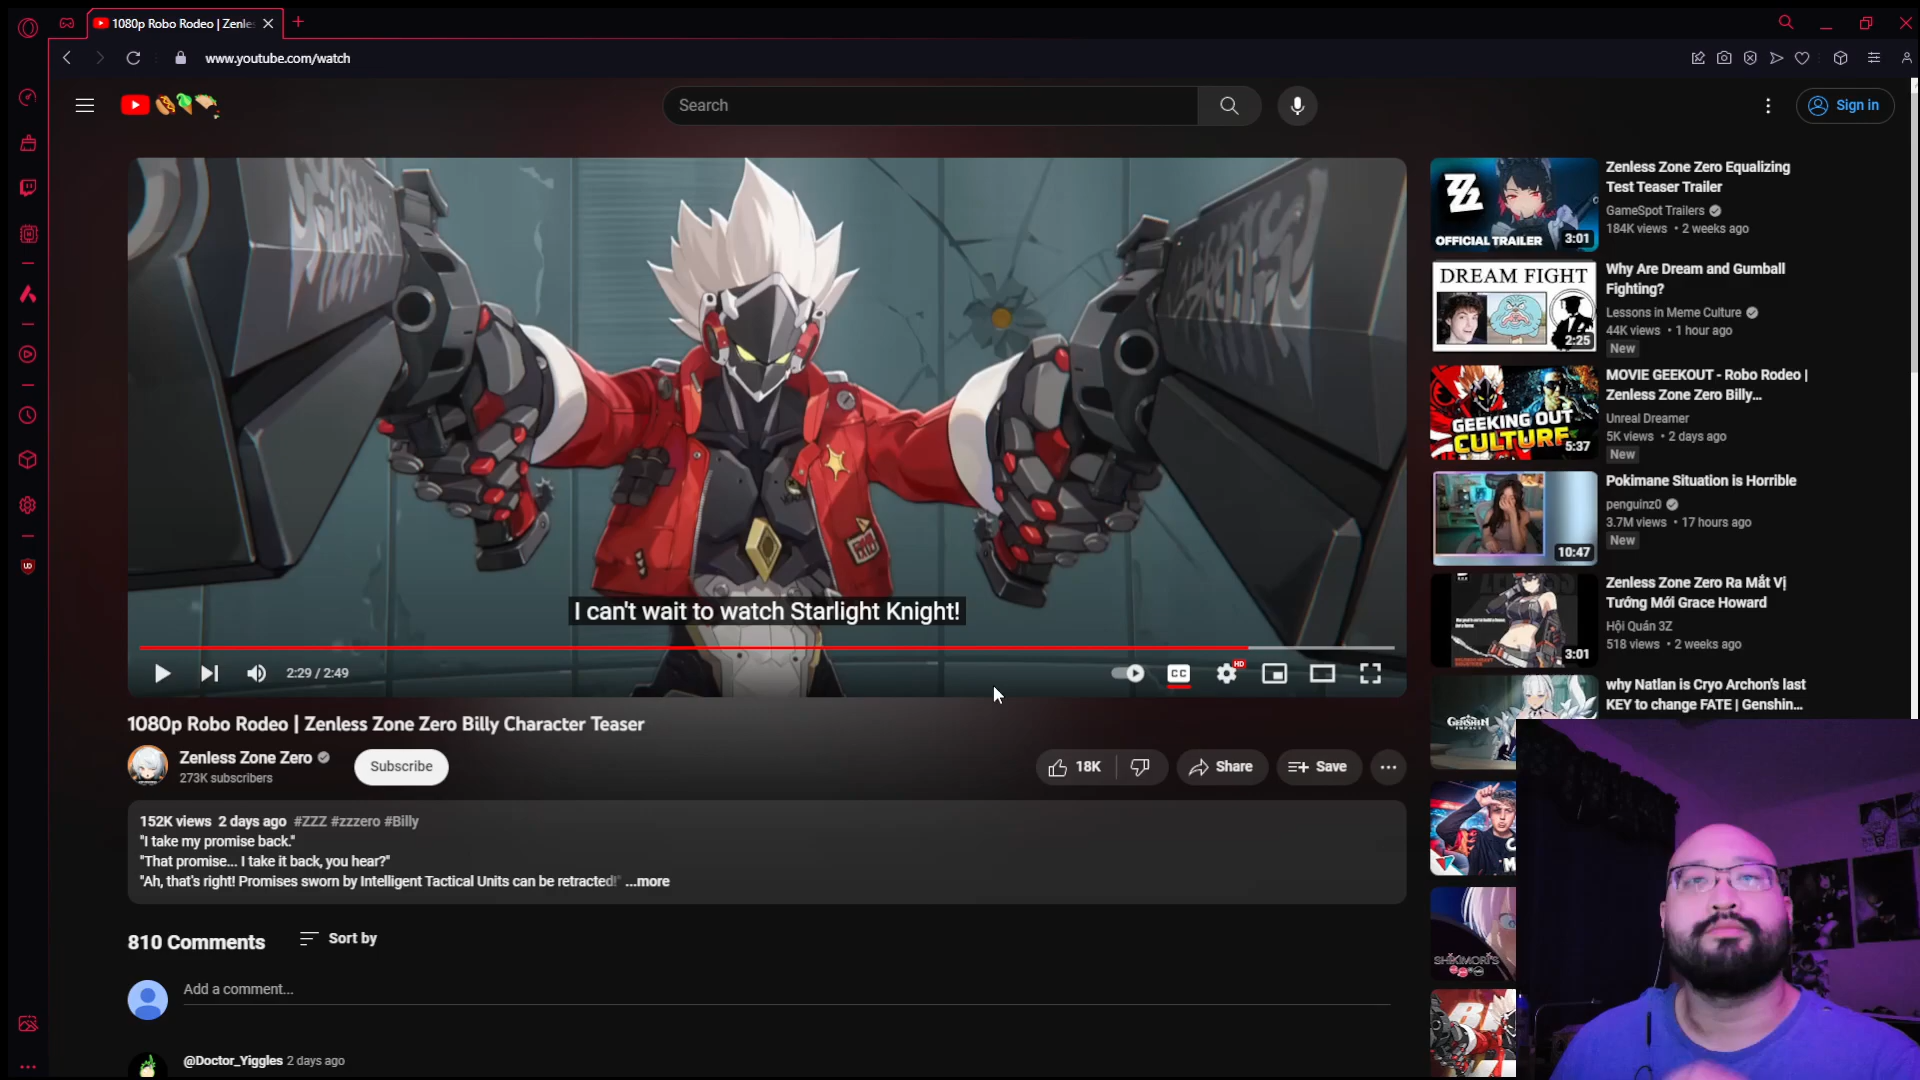 1080p Robo Rodeo | Zenle
www.youtube.com/watch
Search
Sign in
I can't wait to watch Starlight Knight!
2:29 / 2:49
CC
HD
1080p Robo Rodeo | Zenless Zone Zero Billy Character Teaser
Zenless Zone Zero
273K subscribers
Subscribe
18K
Share
Save
152K views 2 days ago #ZZZ #zzzero #Billy
"I take my promise back."
"That promise... I take it back, you hear?"
"Ah, that's right! Promises sworn by Intelligent Tactical Units can be retracted!" ...more
810 Comments
Sort by
Add a comment...
@Doctor_Yiggles 2 days ago
OFFICIAL TRAILER
3:01
Zenless Zone Zero Equalizing
Test Teaser Trailer
GameSpot Trailers
184K views • 2 weeks ago
DREAM FIGHT
2:25
Why Are Dream and Gumball
Fighting?
Lessons in Meme Culture
44K views • 1 hour ago
New
GEEKING OUT
CULTURE
5:37
MOVIE GEEKOUT - Robo Rodeo |
Zenless Zone Zero Billy...
Unreal Dreamer
5K views • 2 days ago
New
10:47
Pokimane Situation is Horrible
penguinz0
3.7M views • 17 hours ago
New
3:01
Zenless Zone Zero Ra Mắt Vị
Tướng Mới Grace Howard
Hội Quán 3Z
518 views • 2 weeks ago
GENSHIN
why Natlan is Cryo Archon's last
KEY to change FATE | Genshin...
SHIKIMORI'S